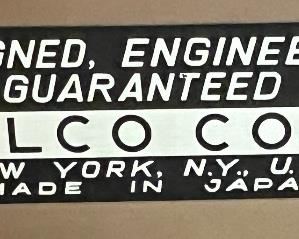 GNED, ENGINEE
GUARANTEED
LCO CO
W YORK, N.Y., U.
MADE IN JAPA